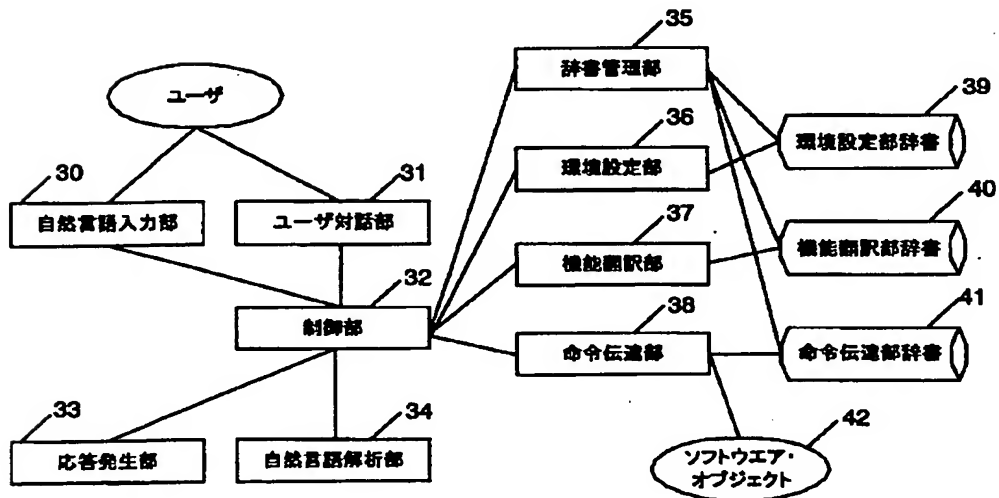 35
辞書管理部
ユーザ
39
36
環境設定部辞書
30
31
環境設定部
自然言語入力部
ユーザ対話部
40
37
機能翻訳部辞書
32
機能翻訳部
制御部
41
38
命令伝達部
命令伝達部辞書
33
34
42
応答発生部
自然言語解析部
ソフトウエア・
オブジェクト